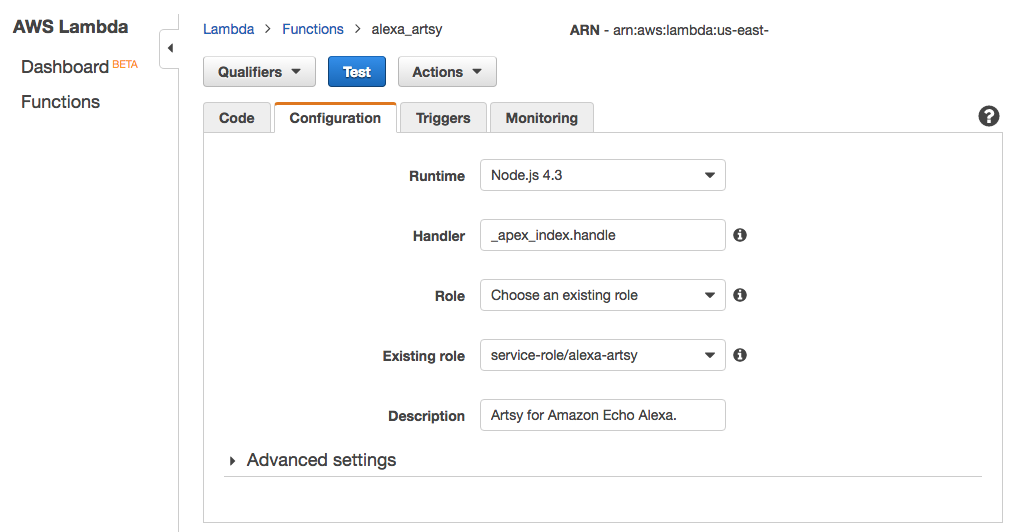 AWS Lambda
Dashboard BETA
Functions
Lambda > Functions > alexa_artsy
ARN - arn:aws:lambda:us-east-
Qualifiers Test Actions
Code Configuration Triggers Monitoring
Runtime Node.js 4.3
Handler _apex_index.handle
Role Choose an existing role
Existing role service-role/alexa-artsy
Description Artsy for Amazon Echo Alexa.
Advanced settings